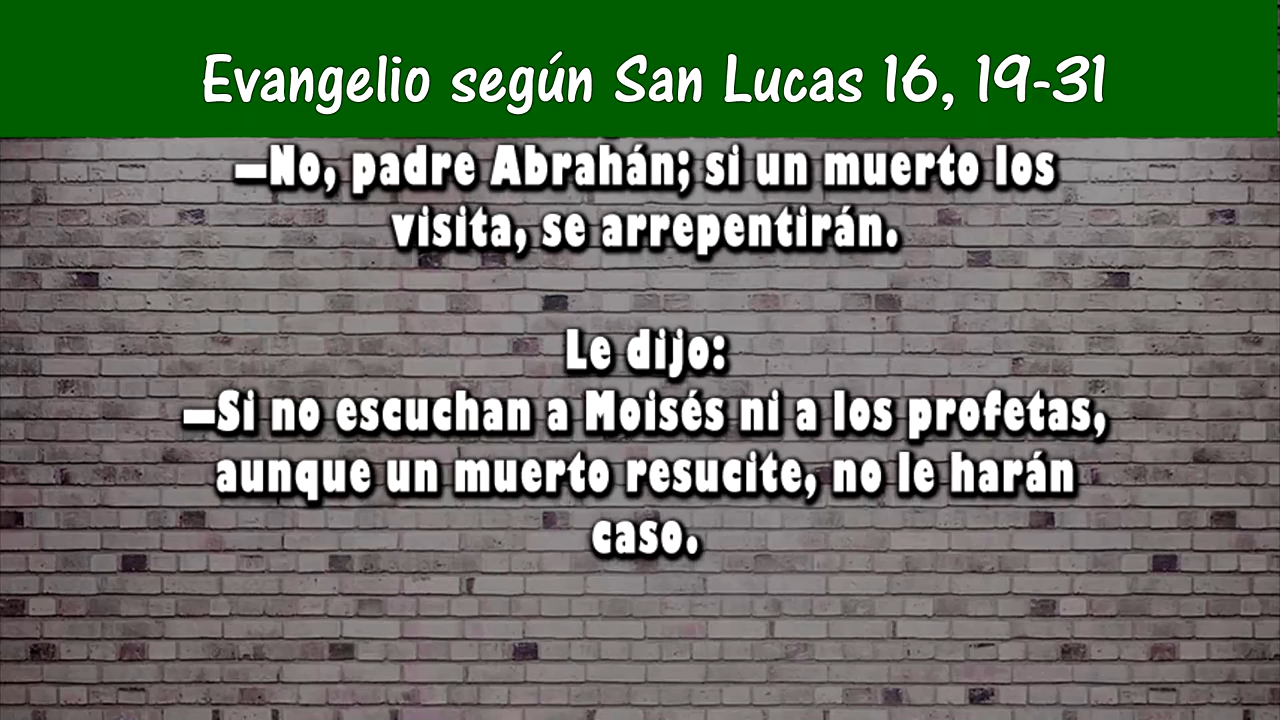 Evangelio según San Lucas 16, 19-31
–No, padre Abrahán; si un muerto los
visita, se arrepentirán.
Le dijo:
–Si no escuchan a Moisés ni a los profetas,
aunque un muerto resucite, no le harán
caso.